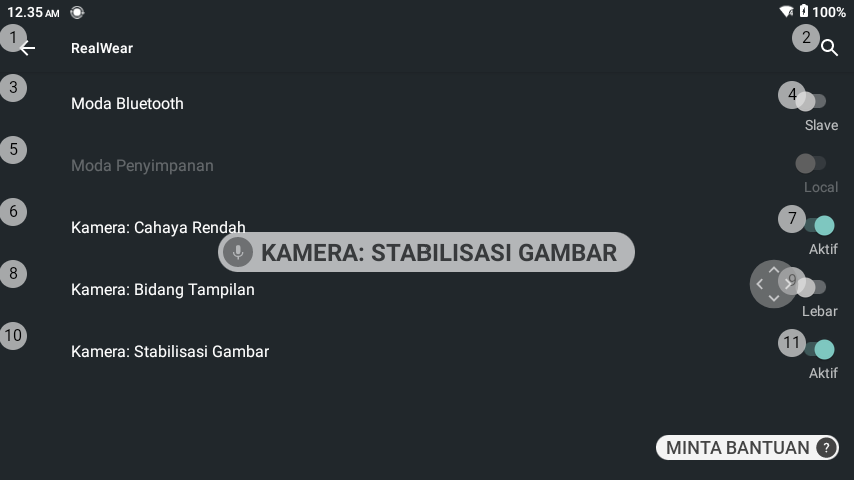 12.35 AM 100%
1 RealWear 2
3 Moda Bluetooth 4
Slave
5 Moda Penyimpanan
Local
6 Kamera: Cahaya Rendah 7
Aktif
KAMERA: STABILISASI GAMBAR
8 Kamera: Bidang Tampilan 9
Lebar
10 Kamera: Stabilisasi Gambar 11
Aktif
MINTA BANTUAN ?